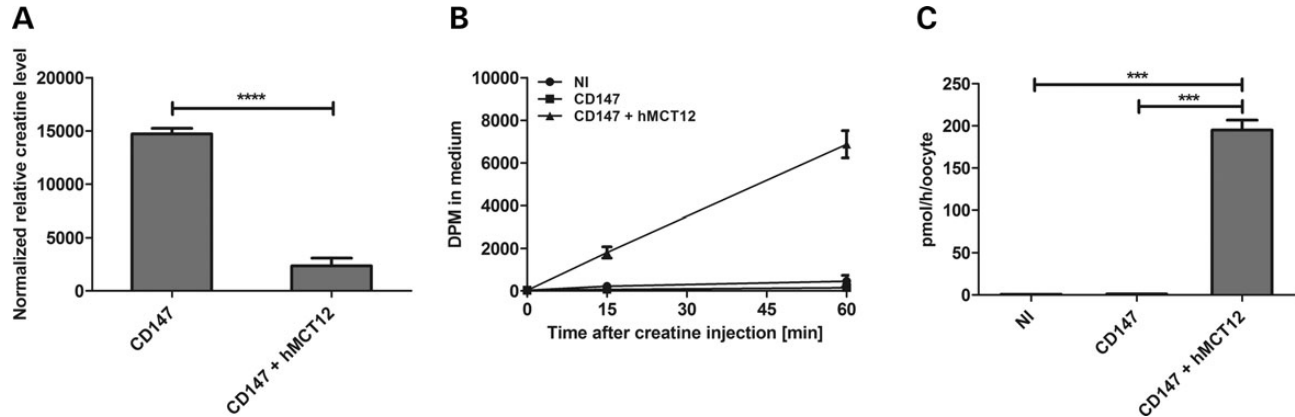 A
Normalized relative creatine level
20000
15000
10000
5000
0
****
CD147
CD147 + hMCT12
B
DPM in medium
10000
8000
6000
4000
2000
0
NI
CD147
CD147 + hMCT12
0
15
30
45
60
Time after creatine injection [min]
C
pmol/h/oocyte
250
200
150
100
50
0
***
***
NI
CD147
CD147 + hMCT12